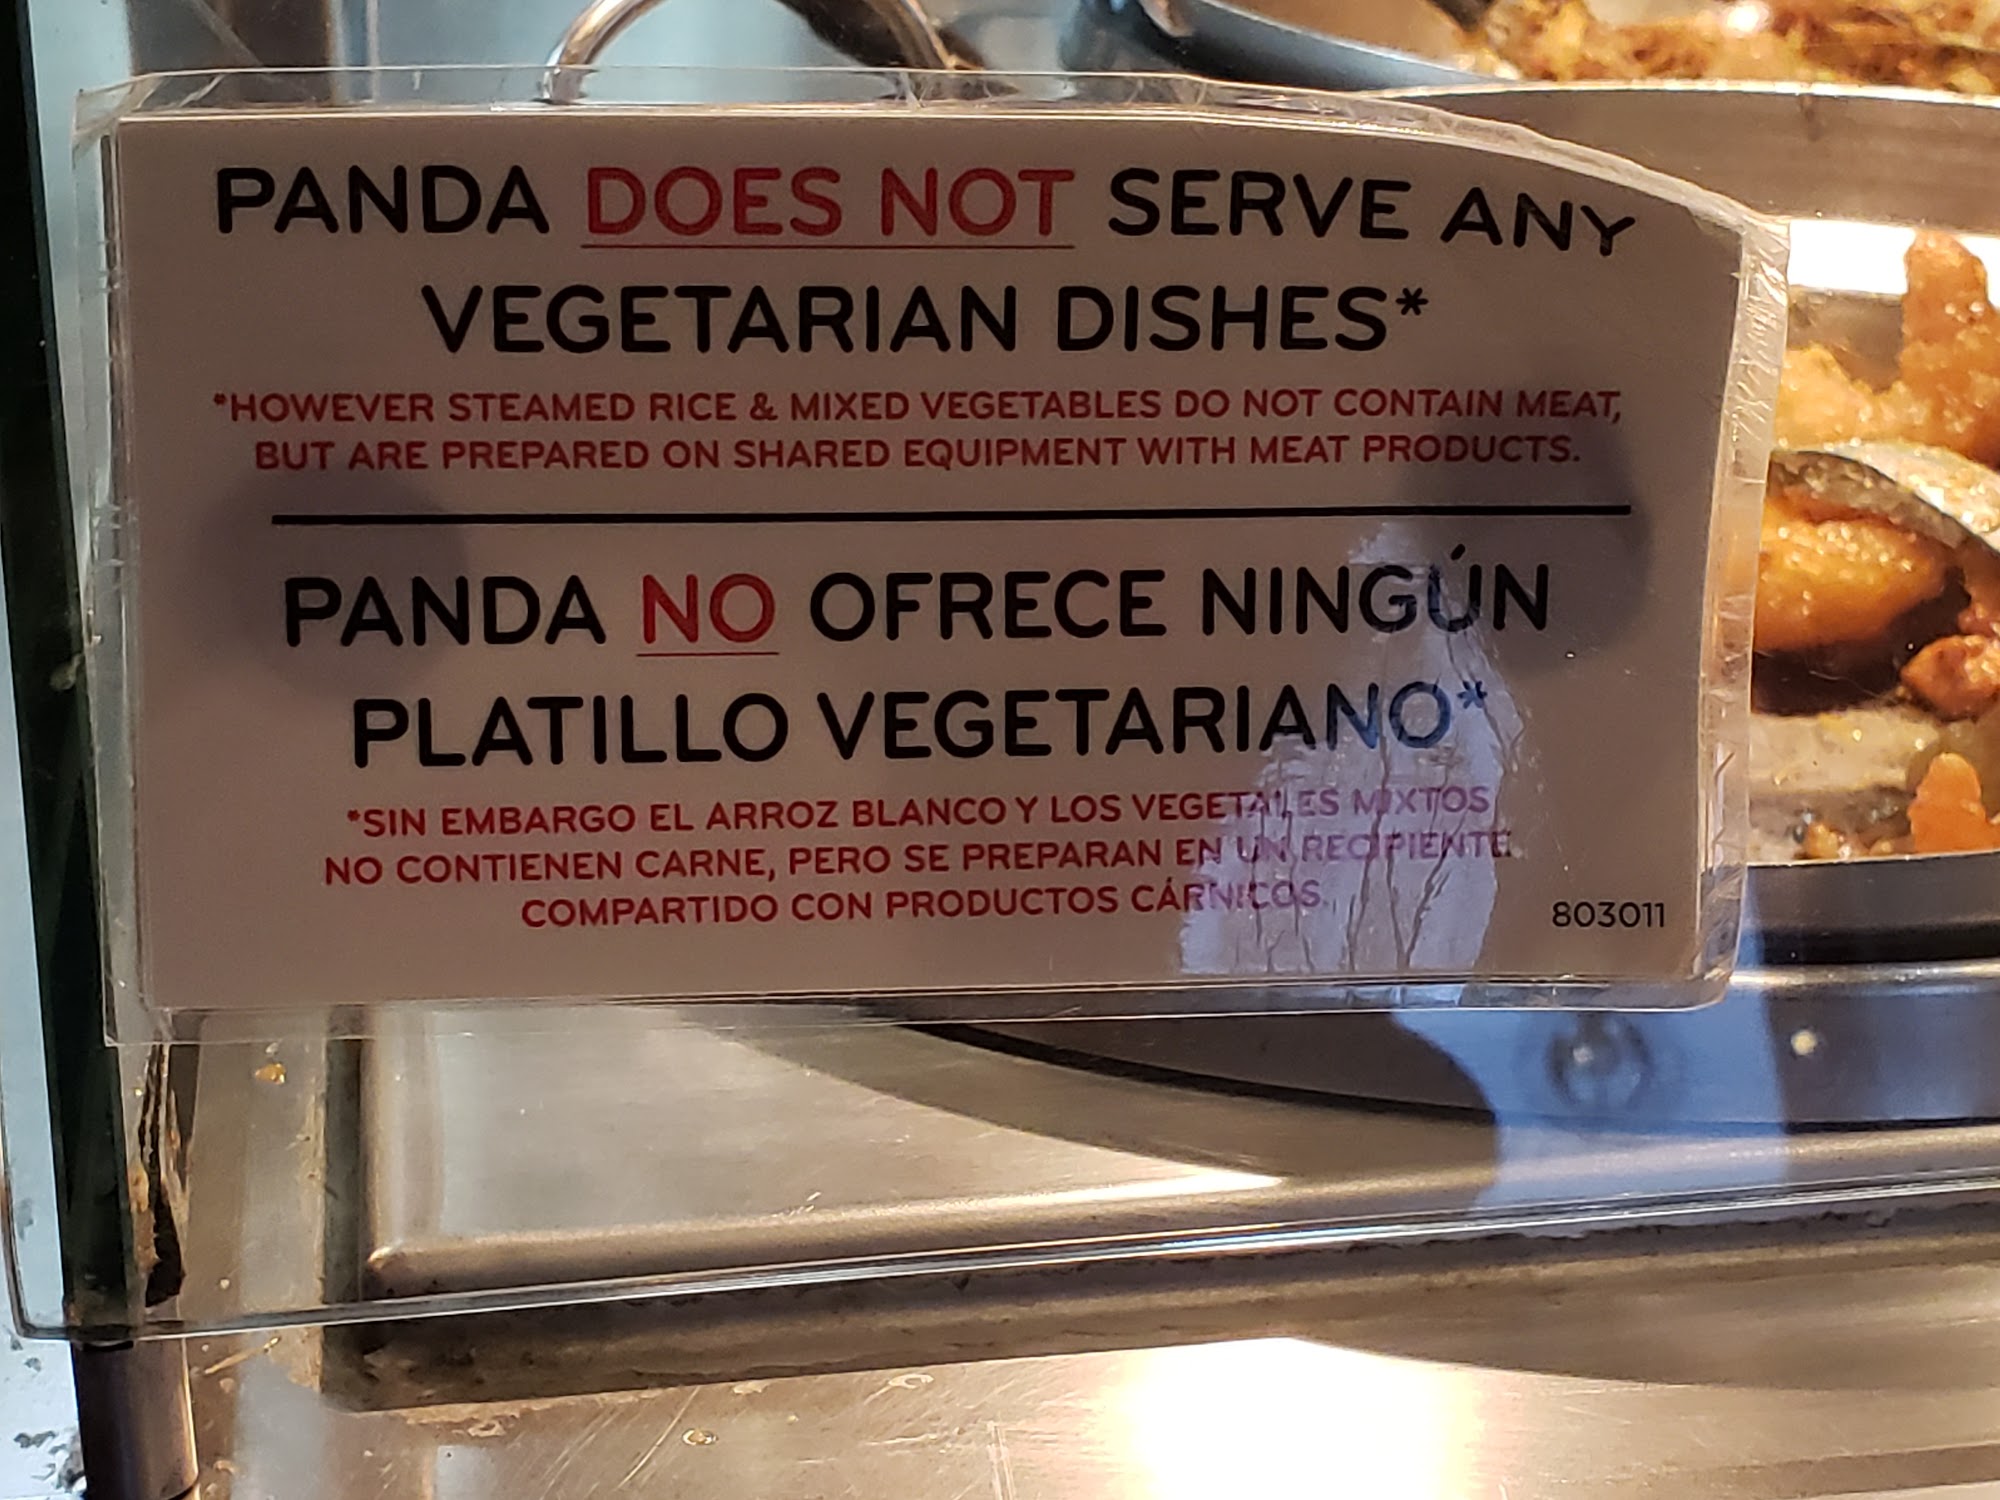 PANDA DOES NOT SERVE ANY
VEGETARIAN DISHES*
*HOWEVER STEAMED RICE & MIXED VEGETABLES DO NOT CONTAIN MEAT,
BUT ARE PREPARED ON SHARED EQUIPMENT WITH MEAT PRODUCTS.
PANDA NO OFRECE NINGÚN
PLATILLO VEGETARIANO*
*SIN EMBARGO EL ARROZ BLANCO Y LOS VEGETALES MIXTOS
NO CONTIENEN CARNE, PERO SE PREPARAN EN UN RECIPIENTE
COMPARTIDO CON PRODUCTOS CÁRNICOS.
803011